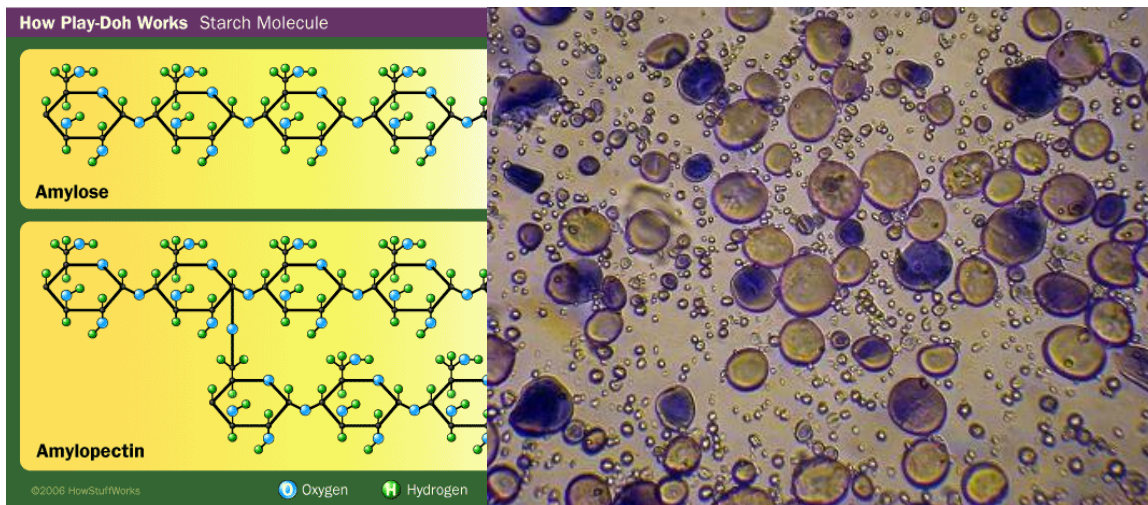 How Play-Doh Works Starch Molecule
Amylose
Amylopectin
©2006 HowStuffWorks
O Oxygen
H Hydrogen